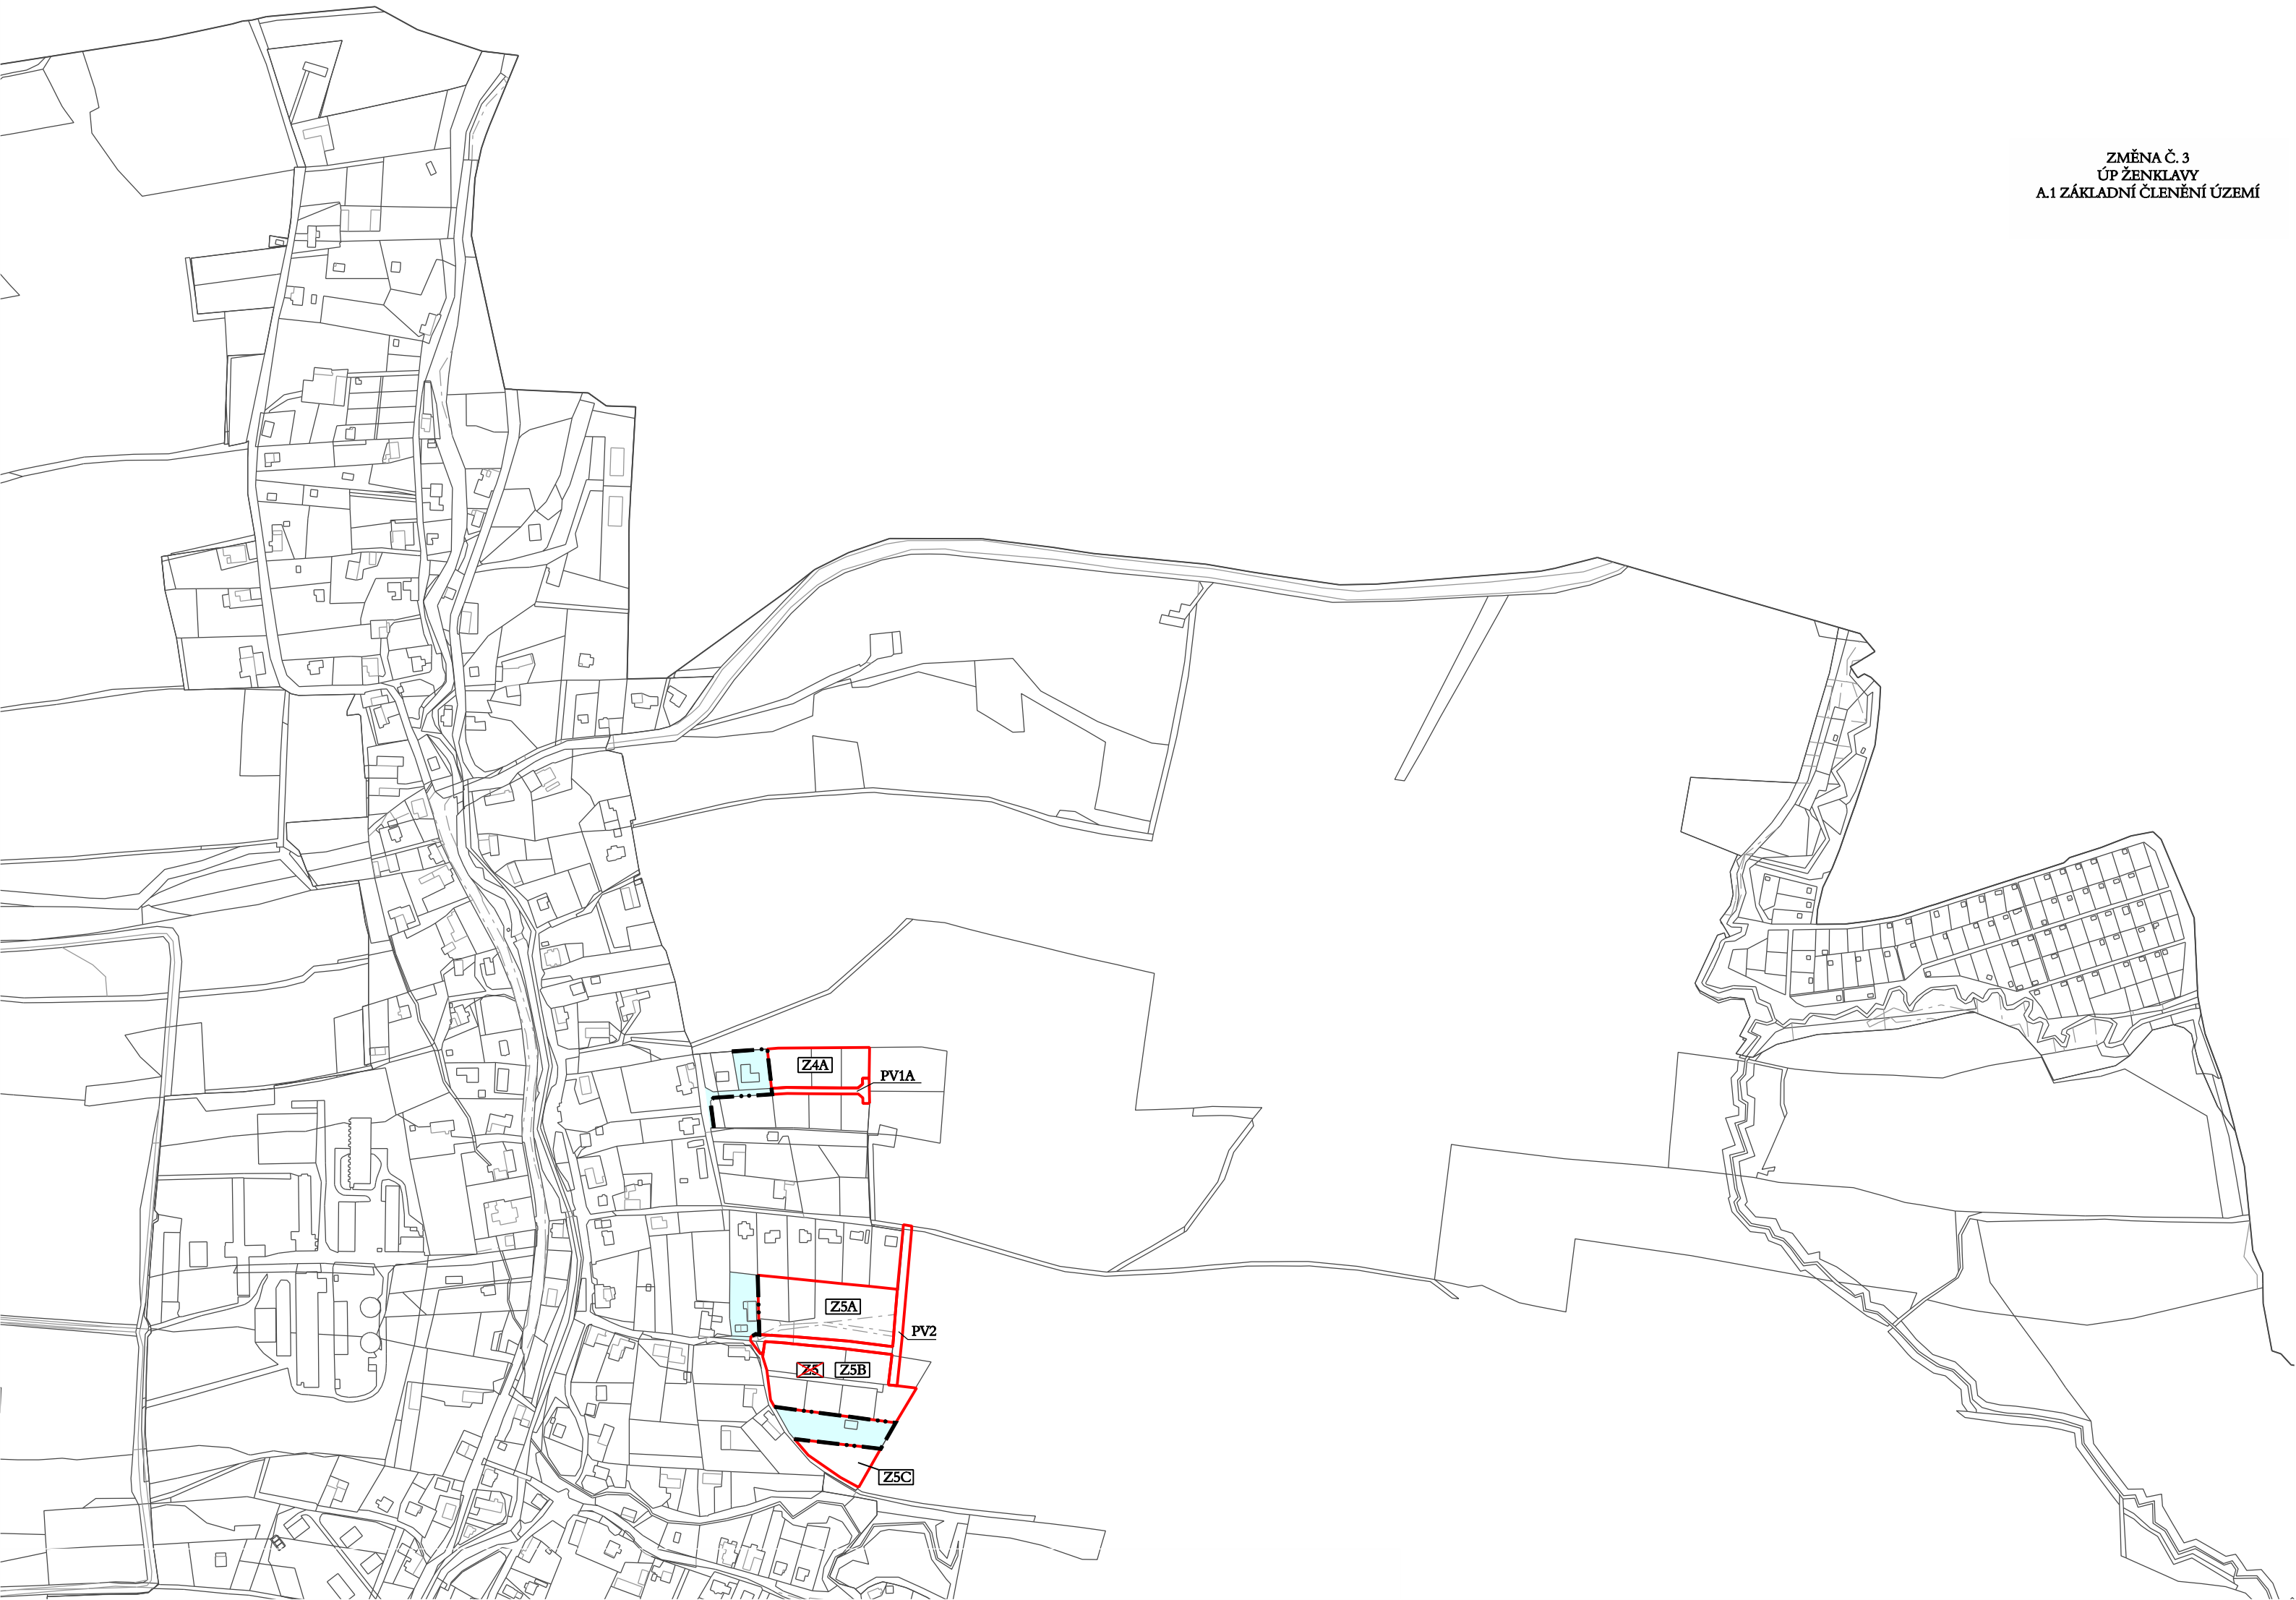 ZMĚNA Č. 3
ÚP ŽENKLAVY
A.1 ZÁKLADNÍ ČLENĚNÍ ÚZEMÍ
Z4A
PV1A
Z5A
PV2
Z5 Z5B
Z5C